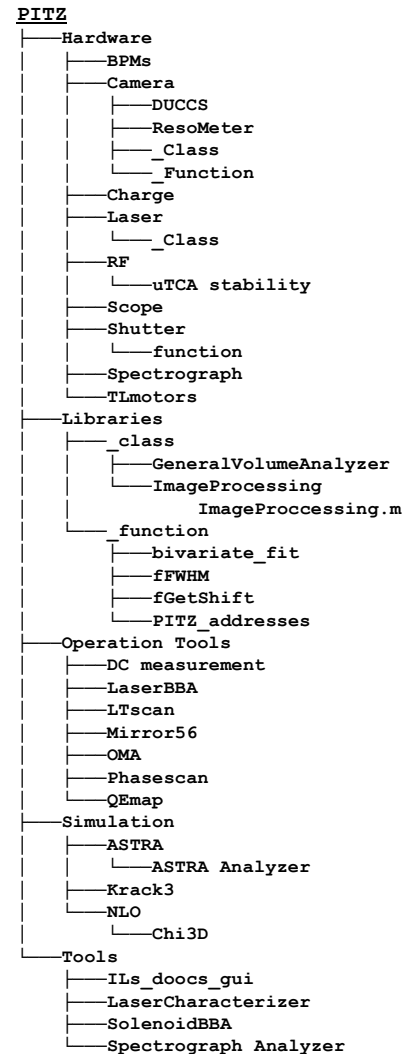 PITZ
├───Hardware
│   ├───BPMs
│   ├───Camera
│   │   ├───DUCCS
│   │   ├───ResoMeter
│   │   ├───_Class
│   │   └───_Function
│   ├───Charge
│   ├───Laser
│   │   └───_Class
│   ├───RF
│   │   └───uTCA stability
│   ├───Scope
│   ├───Shutter
│   │   └───function
│   ├───Spectrograph
│   └───TLmotors
├───Libraries
│   ├───_class
│   │   ├───GeneralVolumeAnalyzer
│   │   └───ImageProcessing
│   │           ImageProccessing.m
│   └───_function
│       ├───bivariate_fit
│       ├───fFWHM
│       ├───fGetShift
│       └───PITZ_addresses
├───Operation Tools
│   ├───DC measurement
│   ├───LaserBBA
│   ├───LTscan
│   ├───Mirror56
│   ├───OMA
│   ├───Phasescan
│   └───QEmap
├───Simulation
│   ├───ASTRA
│   │   └───ASTRA Analyzer
│   ├───Krack3
│   └───NLO
│       └───Chi3D
└───Tools
    ├───ILs_doocs_gui
    ├───LaserCharacterizer
    ├───SolenoidBBA
    └───Spectrograph Analyzer